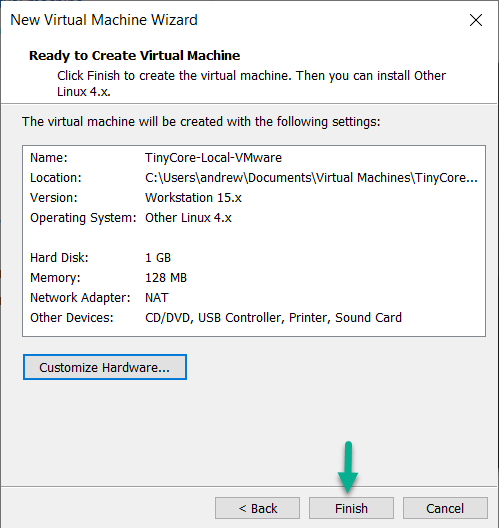 New Virtual Machine Wizard
Ready to Create Virtual Machine
Click Finish to create the virtual machine. Then you can install Other
Linux 4.x.
The virtual machine will be created with the following settings:
Name: TinyCore-Local-VMware
Location: C:\Users\andrew\Documents\Virtual Machines\TinyCore...
Version: Workstation 15.x
Operating System: Other Linux 4.x
Hard Disk: 1 GB
Memory: 128 MB
Network Adapter: NAT
Other Devices: CD/DVD, USB Controller, Printer, Sound Card
Customize Hardware...
< Back Finish Cancel